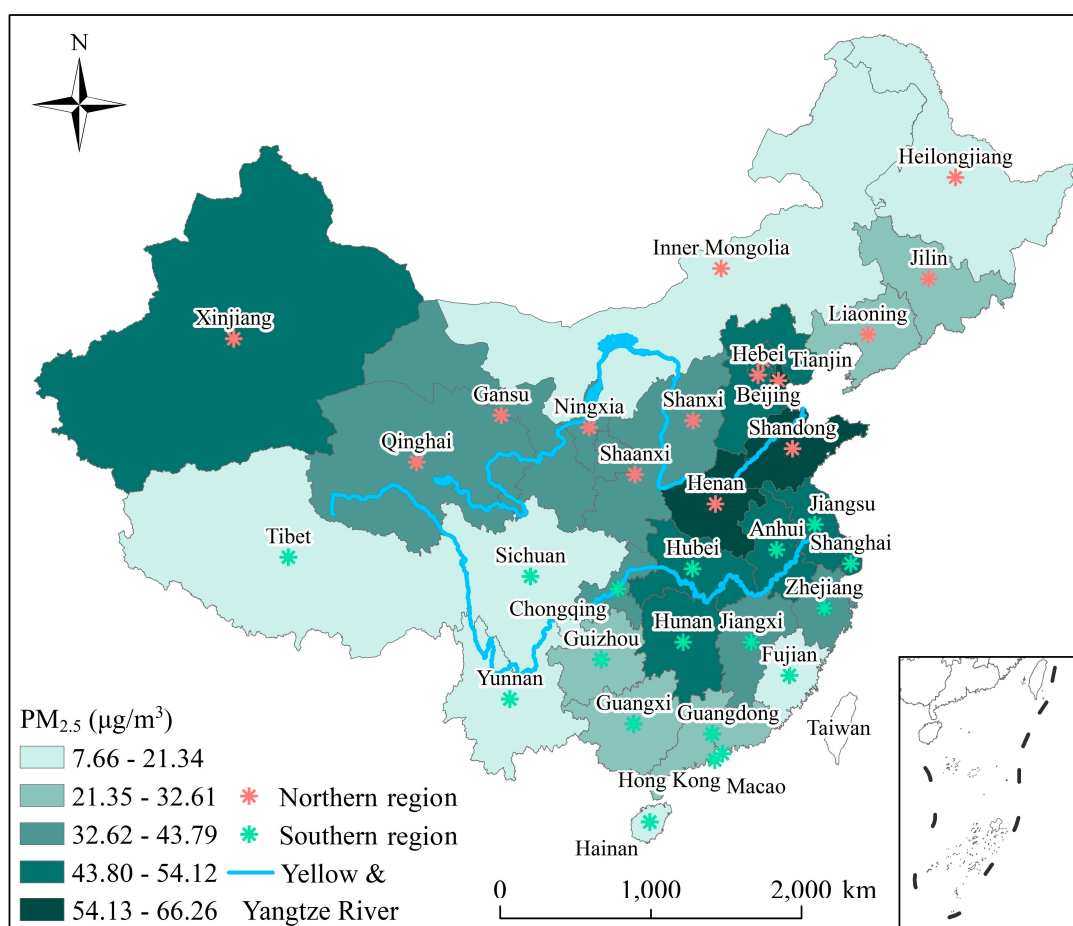 N
Heilongjiang
Inner Mongolia
Jilin
Xinjiang
Liaoning
Hebei
Tianjin
Gansu
Ningxia
Shanxi
Beijing
Qinghai
Shandong
Shaanxi
Henan
Jiangsu
Tibet
Anhui
Hubei
Sichuan
Shanghai
Zhejiang
Chongqing
Hunan
Jiangxi
Guizhou
Fujian
Yunnan
Guangxi
Guangdong
Taiwan
Hong Kong
Macao
Hainan
PM2.5 (μg/m³)
7.66 - 21.34
21.35 - 32.61
32.62 - 43.79
43.80 - 54.12
54.13 - 66.26
Northern region
Southern region
Yellow &
Yangtze River
0 1,000 2,000 km